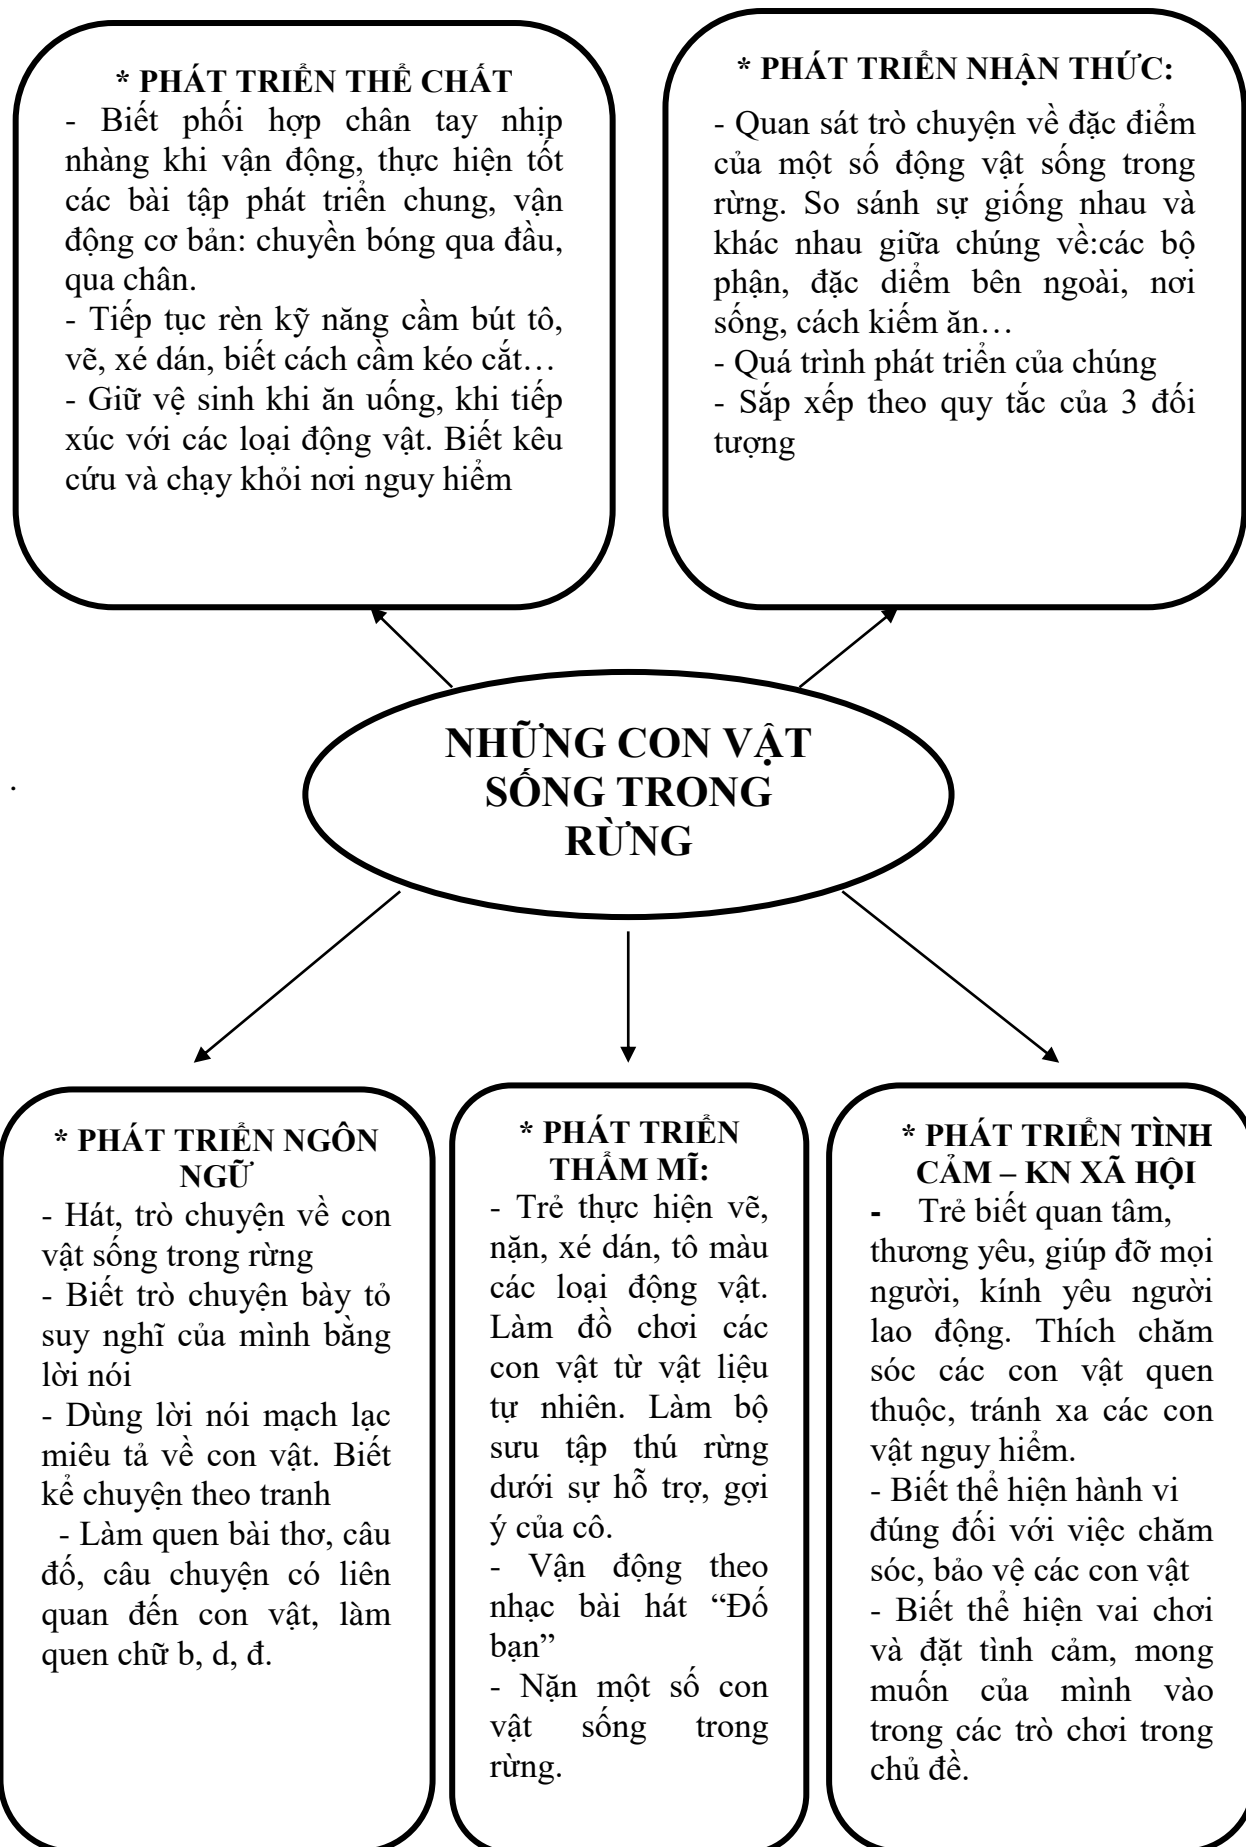 * PHÁT TRIỂN THỂ CHẤT
- Biết phối hợp chân tay nhịp
nhàng khi vận động, thực hiện tốt
các bài tập phát triển chung, vận
động cơ bản: chuyền bóng qua đầu,
qua chân.
- Tiếp tục rèn kỹ năng cầm bút tô,
vẽ, xé dán, biết cách cầm kéo cắt…
- Giữ vệ sinh khi ăn uống, khi tiếp
xúc với các loại động vật. Biết kêu
cứu và chạy khỏi nơi nguy hiểm
* PHÁT TRIỂN NHẬN THỨC:
- Quan sát trò chuyện về đặc điểm
của một số động vật sống trong
rừng. So sánh sự giống nhau và
khác nhau giữa chúng về:các bộ
phận, đặc diểm bên ngoài, nơi
sống, cách kiếm ăn…
- Quá trình phát triển của chúng
- Sắp xếp theo quy tắc của 3 đối
tượng
NHỮNG CON VẬT
SỐNG TRONG
RỪNG
.
* PHÁT TRIỂN NGÔN
NGỮ
- Hát, trò chuyện về con
vật sống trong rừng
- Biết trò chuyện bày tỏ
suy nghĩ của mình bằng
lời nói
- Dùng lời nói mạch lạc
miêu tả về con vật. Biết
kể chuyện theo tranh
- Làm quen bài thơ, câu
đố, câu chuyện có liên
quan đến con vật, làm
quen chữ b, d, đ.
* PHÁT TRIỂN
THẨM MĨ:
- Trẻ thực hiện vẽ,
nặn, xé dán, tô màu
các loại động vật.
Làm đồ chơi các
con vật từ vật liệu
tự nhiên. Làm bộ
sưu tập thú rừng
dưới sự hỗ trợ, gợi
ý của cô.
- Vận động theo
nhạc bài hát “Đố
bạn”
- Nặn một số con
vật sống trong
rừng.
* PHÁT TRIỂN TÌNH
CẢM – KN XÃ HỘI
- Trẻ biết quan tâm,
thương yêu, giúp đỡ mọi
người, kính yêu người
lao động. Thích chăm
sóc các con vật quen
thuộc, tránh xa các con
vật nguy hiểm.
- Biết thể hiện hành vi
đúng đối với việc chăm
sóc, bảo vệ các con vật
- Biết thể hiện vai chơi
và đặt tình cảm, mong
muốn của mình vào
trong các trò chơi trong
chủ đề.